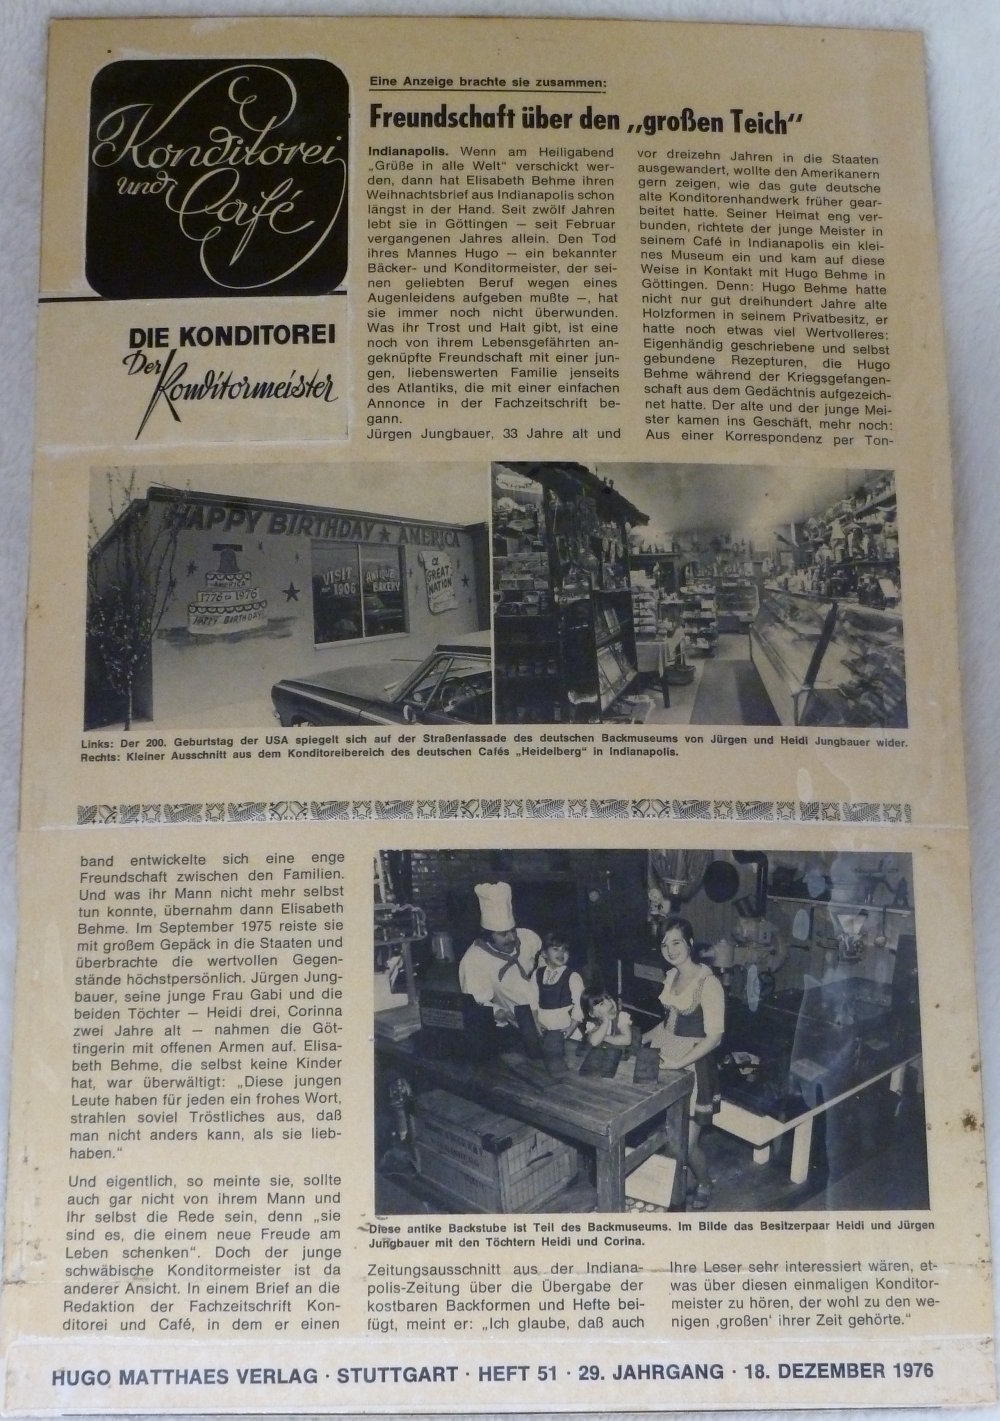 Konditorei
und Café
DIE KONDITOREI
Der Konditormeister
Eine Anzeige brachte sie zusammen:
Freundschaft über den „großen Teich“
Indianapolis. Wenn am Heiligabend
„Grüße in alle Welt“ verschickt wer-
den, dann hat Elisabeth Behme ihren
Weihnachtsbrief aus Indianapolis schon
längst in der Hand. Seit zwölf Jahren
lebt sie in Göttingen — seit Februar
vergangenen Jahres allein. Den Tod
ihres Mannes Hugo — ein bekannter
Bäcker- und Konditormeister, der sei-
nen geliebten Beruf wegen eines
Augenleidens aufgeben mußte —, hat
sie immer noch nicht überwunden.
Was ihr Trost und Halt gibt, ist eine
noch von ihrem Lebensgefährten an-
geknüpfte Freundschaft mit einer jun-
gen, liebenswerten Familie jenseits
des Atlantiks, die mit einer einfachen
Annonce in der Fachzeitschrift be-
gann.
Jürgen Jungbauer, 33 Jahre alt und
vor dreizehn Jahren in die Staaten
ausgewandert, wollte den Amerikanern
gern zeigen, wie das gute deutsche
alte Konditorenhandwerk früher gear-
beitet hatte. Seiner Heimat eng ver-
bunden, richtete der junge Meister in
seinem Café in Indianapolis ein klei-
nes Museum ein und kam auf diese
Weise in Kontakt mit Hugo Behme in
Göttingen. Denn: Hugo Behme hatte
nicht nur gut dreihundert Jahre alte
Holzformen in seinem Privatbesitz, er
hatte noch etwas viel Wertvolleres:
Eigenhändig geschriebene und selbst
gebundene Rezepturen, die Hugo
Behme während der Kriegsgefangen-
schaft aus dem Gedächtnis aufgezeich-
net hatte. Der alte und der junge Mei-
ster kamen ins Geschäft, mehr noch:
Aus einer Korrespondenz per Ton-
HAPPY BIRTHDAY ★ AMERICA
AMERICA
1776 1976
HAPPY BIRTHDAY
VISIT
1906
ANTIQUE
BAKERY
a
GREAT
NATION
Links: Der 200. Geburtstag der USA spiegelt sich auf der Straßenfassade des deutschen Backmuseums von Jürgen und Heidi Jungbauer wider.
Rechts: Kleiner Ausschnitt aus dem Konditoreibereich des deutschen Cafés „Heidelberg“ in Indianapolis.
band entwickelte sich eine enge
Freundschaft zwischen den Familien.
Und was ihr Mann nicht mehr selbst
tun konnte, übernahm dann Elisabeth
Behme. Im September 1975 reiste sie
mit großem Gepäck in die Staaten und
überbrachte die wertvollen Gegen-
stände höchstpersönlich. Jürgen Jung-
bauer, seine junge Frau Gabi und die
beiden Töchter — Heidi drei, Corinna
zwei Jahre alt — nahmen die Göt-
tingerin mit offenen Armen auf. Elisa-
beth Behme, die selbst keine Kinder
hat, war überwältigt: „Diese jungen
Leute haben für jeden ein frohes Wort,
strahlen soviel Tröstliches aus, daß
man nicht anders kann, als sie lieb-
haben.“
Und eigentlich, so meinte sie, sollte
auch gar nicht von ihrem Mann und
ihr selbst die Rede sein, denn „sie
sind es, die einem neue Freude am
Leben schenken“. Doch der junge
schwäbische Konditormeister ist da
anderer Ansicht. In einem Brief an die
Redaktion der Fachzeitschrift Kon-
ditorei und Café, in dem er einen
Diese antike Backstube ist Teil des Backmuseums. Im Bilde das Besitzerpaar Heidi und Jürgen
Jungbauer mit den Töchtern Heidi und Corina.
Zeitungsausschnitt aus der Indiana-
polis-Zeitung über die Übergabe der
kostbaren Backformen und Hefte bei-
fügt, meint er: „Ich glaube, daß auch
Ihre Leser sehr interessiert wären, et-
was über diesen einmaligen Konditor-
meister zu hören, der wohl zu den we-
nigen ‚großen‘ ihrer Zeit gehörte.“
HUGO MATTHAES VERLAG · STUTTGART · HEFT 51 · 29. JAHRGANG · 18. DEZEMBER 1976